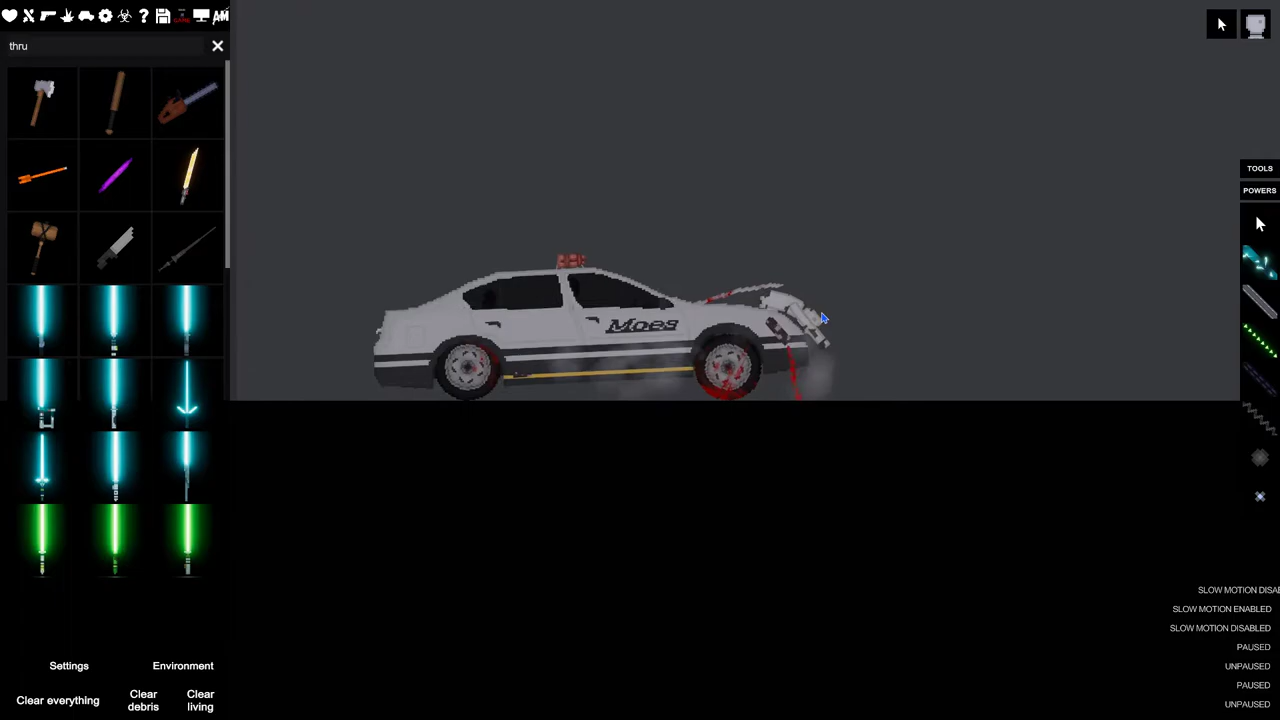 AM
thru
TOOLS
POWERS
Moes
SLOW MOTION DISA
SLOW MOTION ENABLED
SLOW MOTION DISABLED
PAUSED
UNPAUSED
PAUSED
UNPAUSED
Settings
Environment
Clear everything
Clear
debris
Clear
living